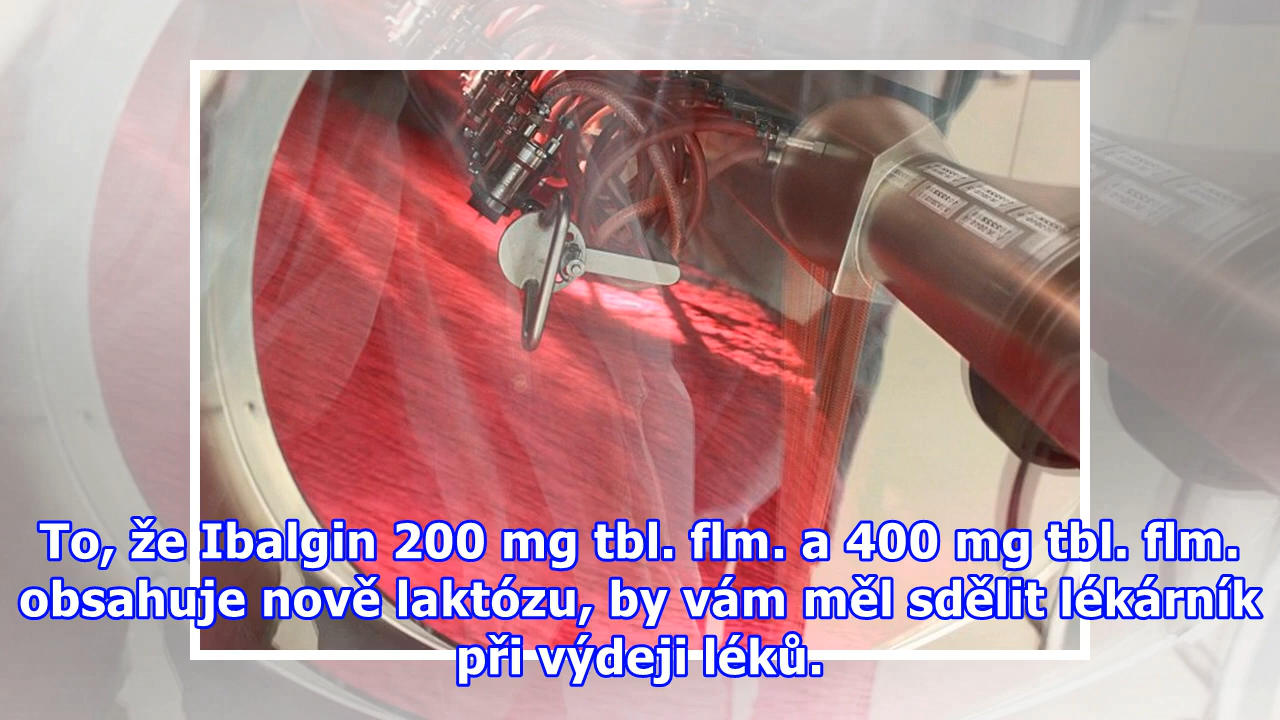 To, že Ibalgin 200 mg tbl. flm. a 400 mg tbl. flm.
obsahuje nově laktózu, by vám měl sdělit lékárník
při výdeji léků.